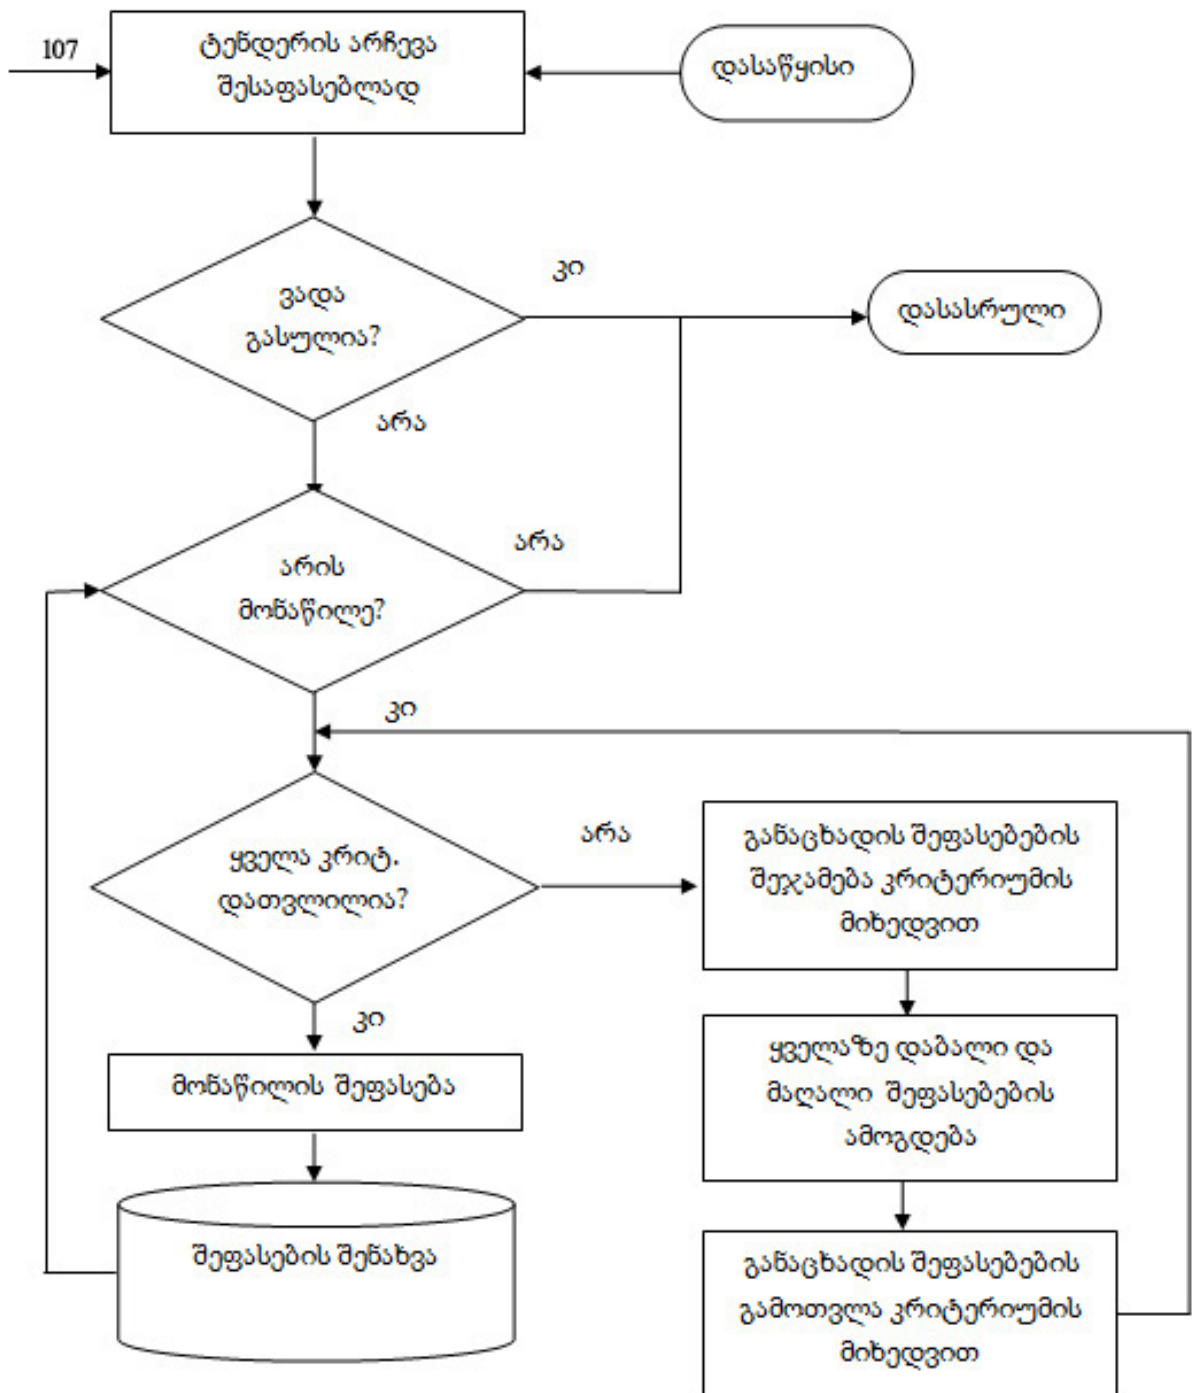 107
ტენდერის არჩევა
შესაფასებლად
დასაწყისი
კი
ვადა
გასულია?
დასასრული
არა
არა
არის
მონაწილე?
კი
არა
ყველა კრიტ.
დათვლილია?
განაცხადის შეფასებების
შეჯამება კრიტერიუმის
მიხედვით
კი
ყველაზე დაბალი და
მაღალი შეფასებების
ამოგდება
მონაწილის შეფასება
შეფასების შენახვა
განაცხადის შეფასებების
გამოთვლა კრიტერიუმის
მიხედვით